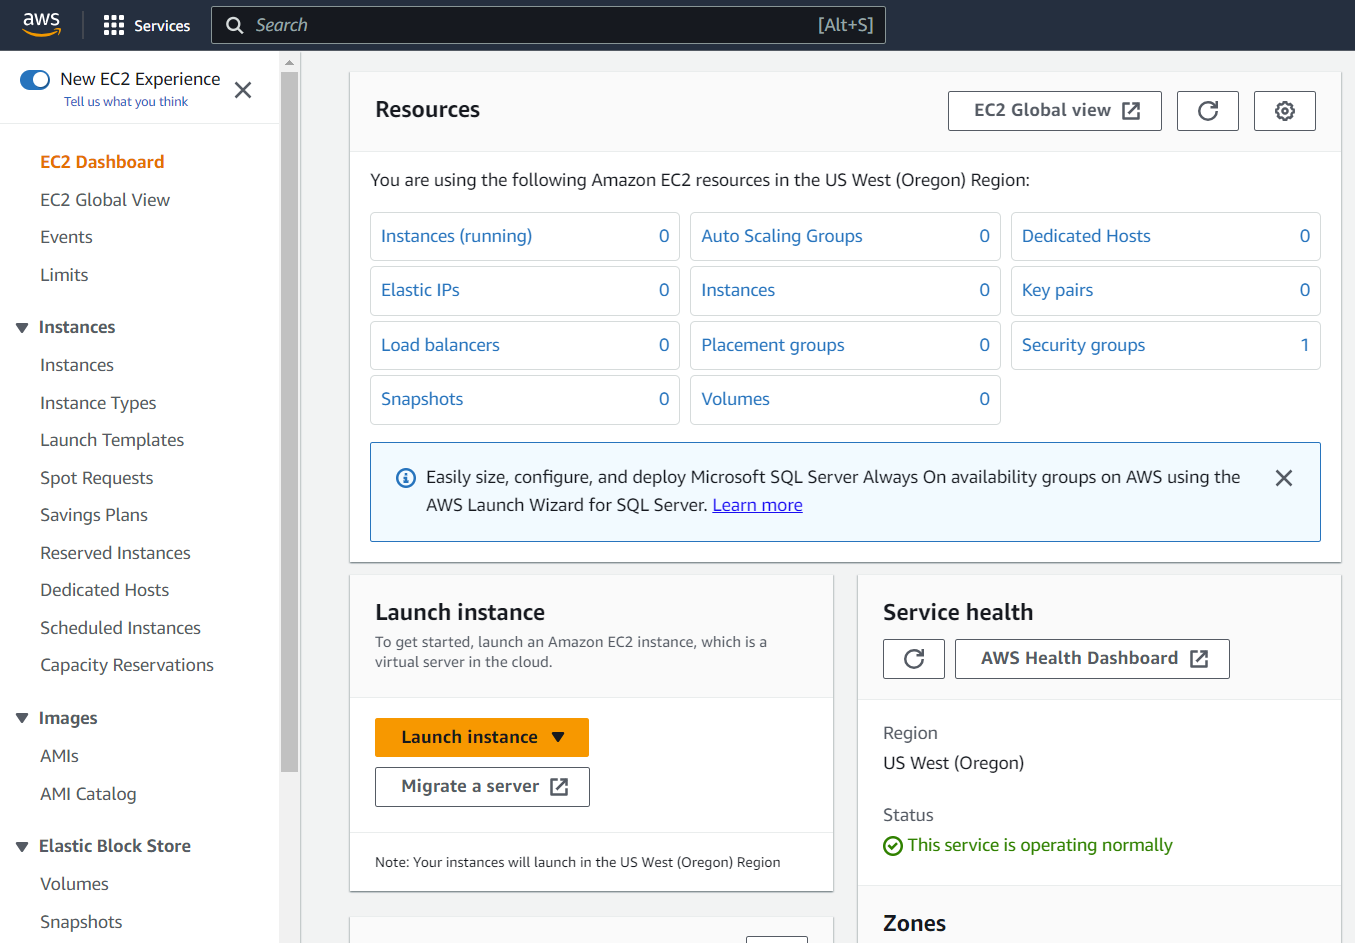 aws
Services
Search
[Alt+S]
New EC2 Experience
Tell us what you think
EC2 Dashboard
EC2 Global View
Events
Limits
Instances
Instances
Instance Types
Launch Templates
Spot Requests
Savings Plans
Reserved Instances
Dedicated Hosts
Scheduled Instances
Capacity Reservations
Images
AMIs
AMI Catalog
Elastic Block Store
Volumes
Snapshots
Resources
EC2 Global view
You are using the following Amazon EC2 resources in the US West (Oregon) Region:
Instances (running) 0
Auto Scaling Groups 0
Dedicated Hosts 0
Elastic IPs 0
Instances 0
Key pairs 0
Load balancers 0
Placement groups 0
Security groups 1
Snapshots 0
Volumes 0
Easily size, configure, and deploy Microsoft SQL Server Always On availability groups on AWS using the
AWS Launch Wizard for SQL Server. Learn more
Launch instance
To get started, launch an Amazon EC2 instance, which is a
virtual server in the cloud.
Launch instance
Migrate a server
Note: Your instances will launch in the US West (Oregon) Region
Service health
AWS Health Dashboard
Region
US West (Oregon)
Status
This service is operating normally
Zones